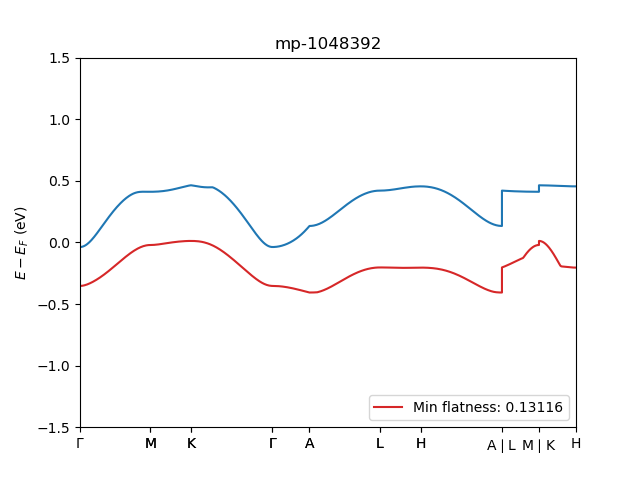 mp-1048392
E − E_F (eV)
1.5
1.0
0.5
0.0
−0.5
−1.0
−1.5
Min flatness: 0.13116
Γ M K Γ A L H A | L M | K H